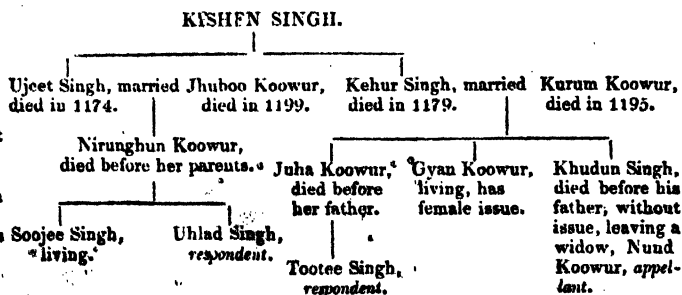 KISHEN SINGH.
Ujeet Singh, married Jhuboo Koowur, Kehur Singh, married Kurum Koowur,
died in 1174. died in 1199. died in 1179. died in 1195.
Nirunghun Koowur,
died before her parents.
Juha Koowur,
died before
her father.
Gyan Koowur,
living, has
female issue.
Khudun Singh,
died before his
father, without
issue, leaving a
widow, Nund
Koowur, appel-
lant.
Soojee Singh,
living.
Uhlad Singh,
respondent.
Tootee Singh,
respondent.